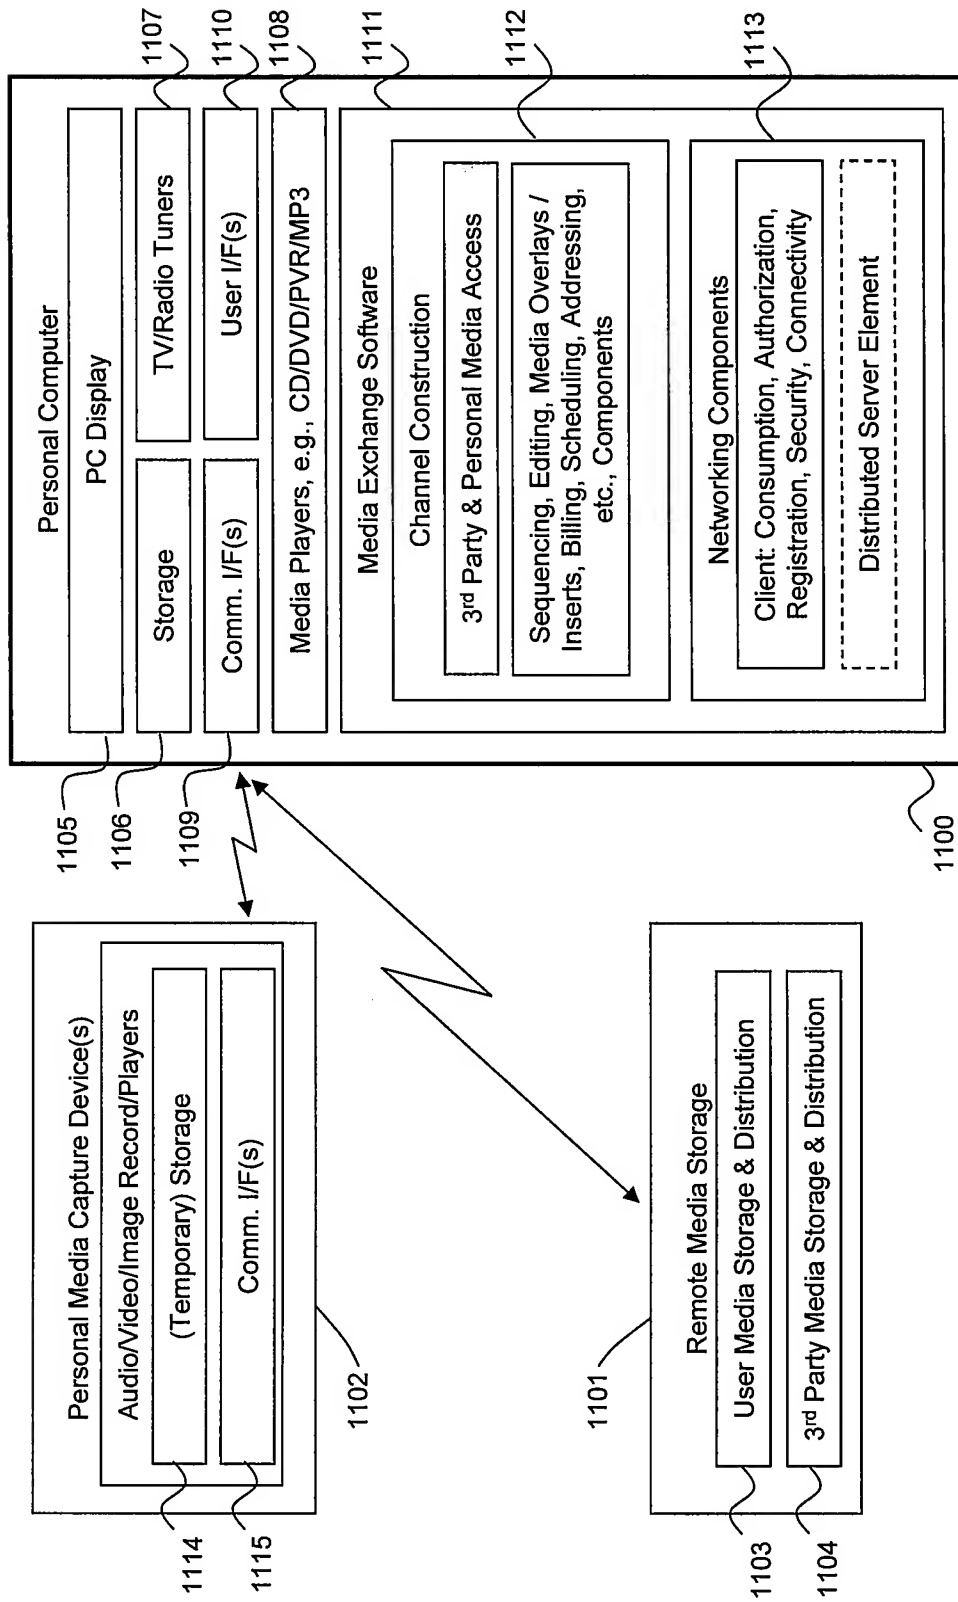 Personal Media Capture Device(s)
Audio/Video/Image Record/Players
(Temporary) Storage
Comm. I/F(s)
1114
1115
1102
Remote Media Storage
User Media Storage & Distribution
3rd Party Media Storage & Distribution
1101
1103
1104
Personal Computer
PC Display
Storage
TV/Radio Tuners
Comm. I/F(s)
User I/F(s)
Media Players, e.g., CD/DVD/PVR/MP3
Media Exchange Software
Channel Construction
3rd Party & Personal Media Access
Sequencing, Editing, Media Overlays /
Inserts, Billing, Scheduling, Addressing,
etc., Components
Networking Components
Client: Consumption, Authorization,
Registration, Security, Connectivity
Distributed Server Element
1105
1106
1109
1100
1107
1110
1108
1111
1112
1113